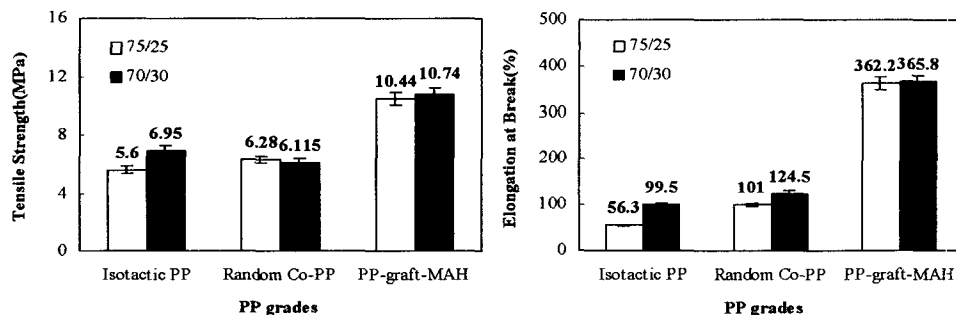 Tensile Strength(MPa)
16
12
8
4
0
75/25
70/30
5.6
6.95
6.28
6.115
10.44
10.74
Isotactic PP
Random Co-PP
PP-graft-MAH
PP grades
Elongation at Break(%)
500
400
300
200
100
0
75/25
70/30
56.3
99.5
101
124.5
362.2
365.8
Isotactic PP
Random Co-PP
PP-graft-MAH
PP grades